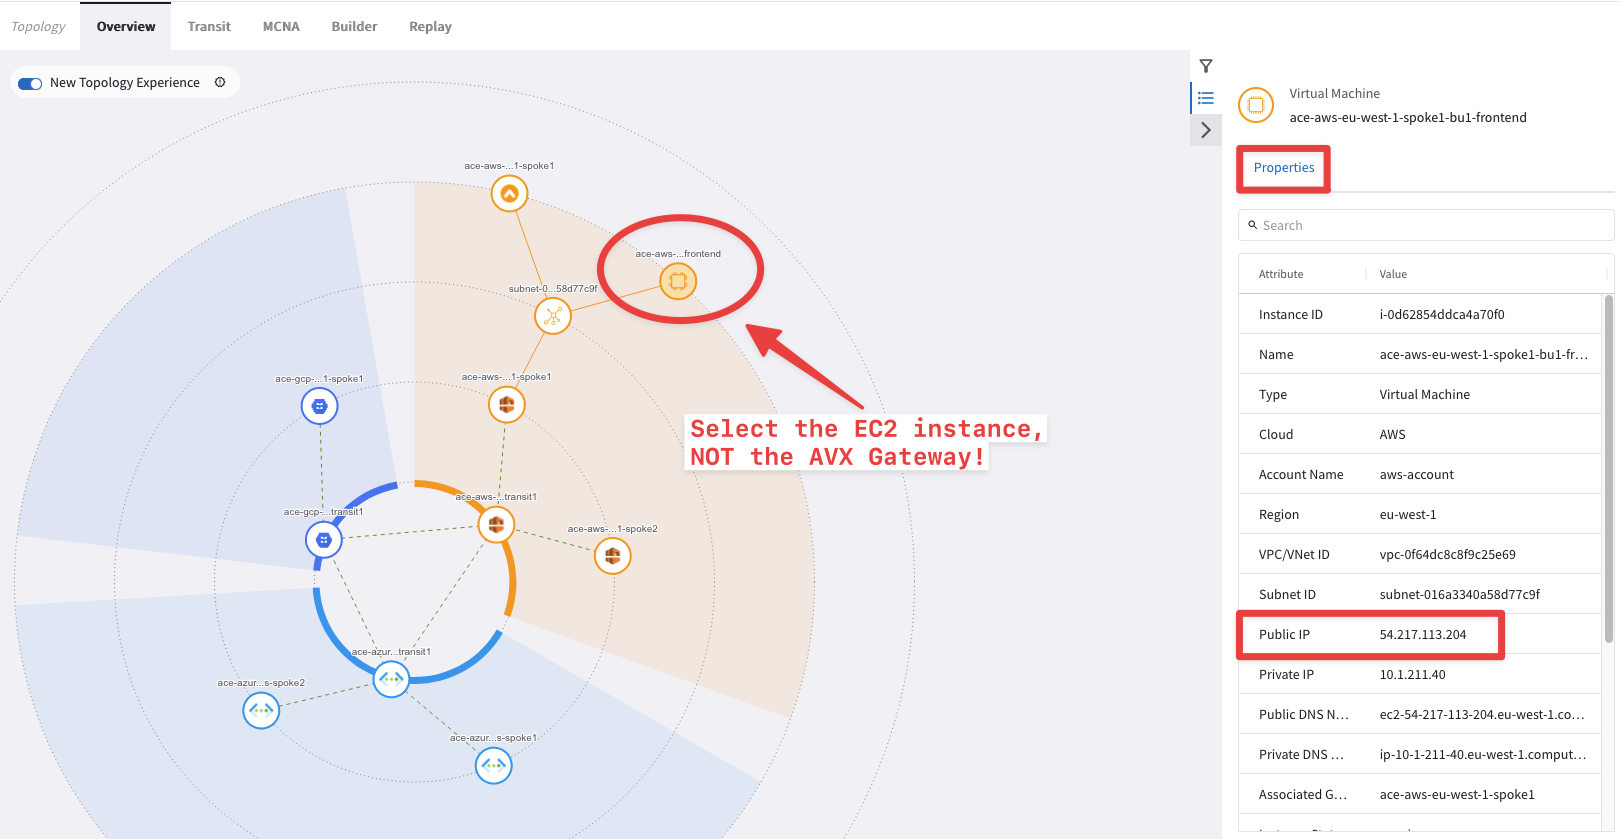 Topology Overview Transit MCNA Builder Replay
New Topology Experience
ace-aws-...1-spoke1
ace-aws-...frontend
subnet-0...58d77c9f
ace-gcp-...1-spoke1
ace-aws-...1-spoke1
Select the EC2 instance,
NOT the AVX Gateway!
ace-aws-...transit1
ace-gcp-...transit1
ace-aws-...1-spoke2
ace-azur...transit1
ace-azur...s-spoke2
ace-azur...s-spoke1
Virtual Machine
ace-aws-eu-west-1-spoke1-bu1-frontend
Properties
Search
Attribute Value
Instance ID i-0d62854ddca4a70f0
Name ace-aws-eu-west-1-spoke1-bu1-fr...
Type Virtual Machine
Cloud AWS
Account Name aws-account
Region eu-west-1
VPC/VNet ID vpc-0f64dc8c8f9c25e69
Subnet ID subnet-016a3340a58d77c9f
Public IP 54.217.113.204
Private IP 10.1.211.40
Public DNS N... ec2-54-217-113-204.eu-west-1.co...
Private DNS ... ip-10-1-211-40.eu-west-1.comput...
Associated G... ace-aws-eu-west-1-spoke1